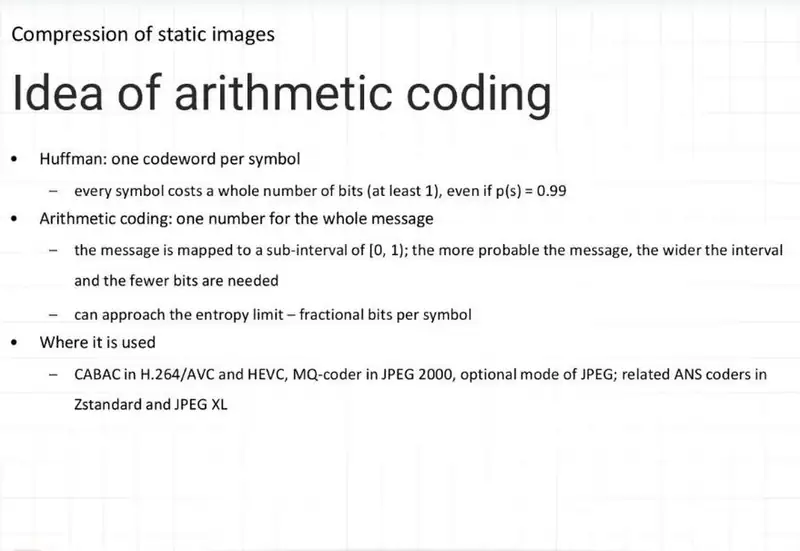 Compression of static images
Idea of arithmetic coding
• Huffman: one codeword per symbol
– every symbol costs a whole number of bits (at least 1), even if p(s) = 0.99
• Arithmetic coding: one number for the whole message
– the message is mapped to a sub-interval of [0, 1); the more probable the message, the wider the interval
and the fewer bits are needed
– can approach the entropy limit – fractional bits per symbol
• Where it is used
– CABAC in H.264/AVC and HEVC, MQ-coder in JPEG 2000, optional mode of JPEG; related ANS coders in
Zstandard and JPEG XL